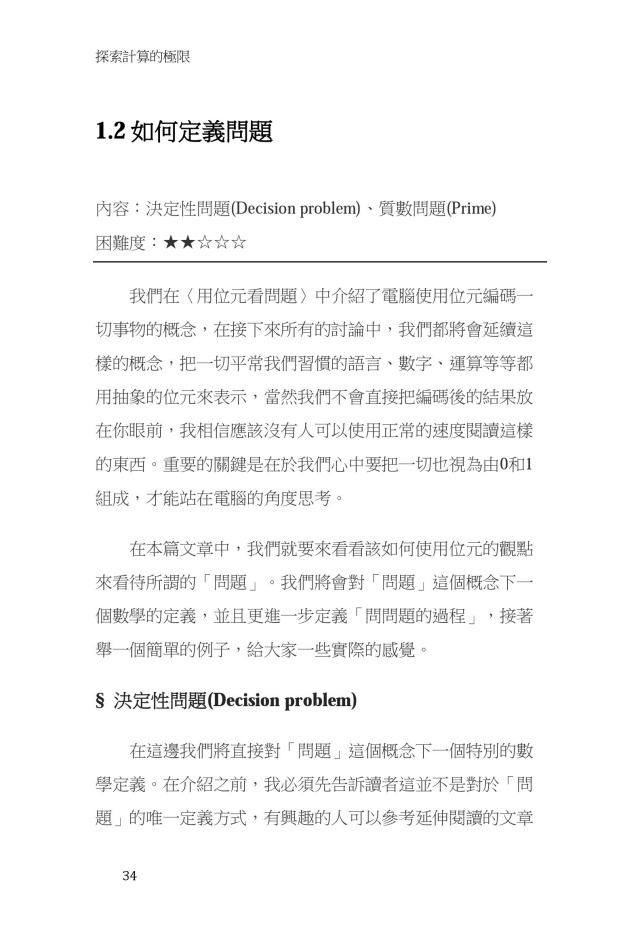 探索計算的極限
1.2 如何定義問題
內容：決定性問題(Decision problem)、質數問題(Prime)
困難度：★★☆☆☆
我們在〈用位元看問題〉中介紹了電腦使用位元編碼一
切事物的概念，在接下來所有的討論中，我們都將會延續這
樣的概念，把一切平常我們習慣的語言、數字、運算等等都
用抽象的位元來表示，當然我們不會直接把編碼後的結果放
在你眼前，我相信應該沒有人可以使用正常的速度閱讀這樣
的東西。重要的關鍵是在於我們心中要把一切也視為由0和1
組成，才能站在電腦的角度思考。
在本篇文章中，我們就要來看看該如何使用位元的觀點
來看待所謂的「問題」。我們將會對「問題」這個概念下一
個數學的定義，並且更進一步定義「問問題的過程」，接著
舉一個簡單的例子，給大家一些實際的感覺。
§ 決定性問題(Decision problem)
在這邊我們將直接對「問題」這個概念下一個特別的數
學定義。在介紹之前，我必須先告訴讀者這並不是對於「問
題」的唯一定義方式，有興趣的人可以參考延伸閱讀的文章
34